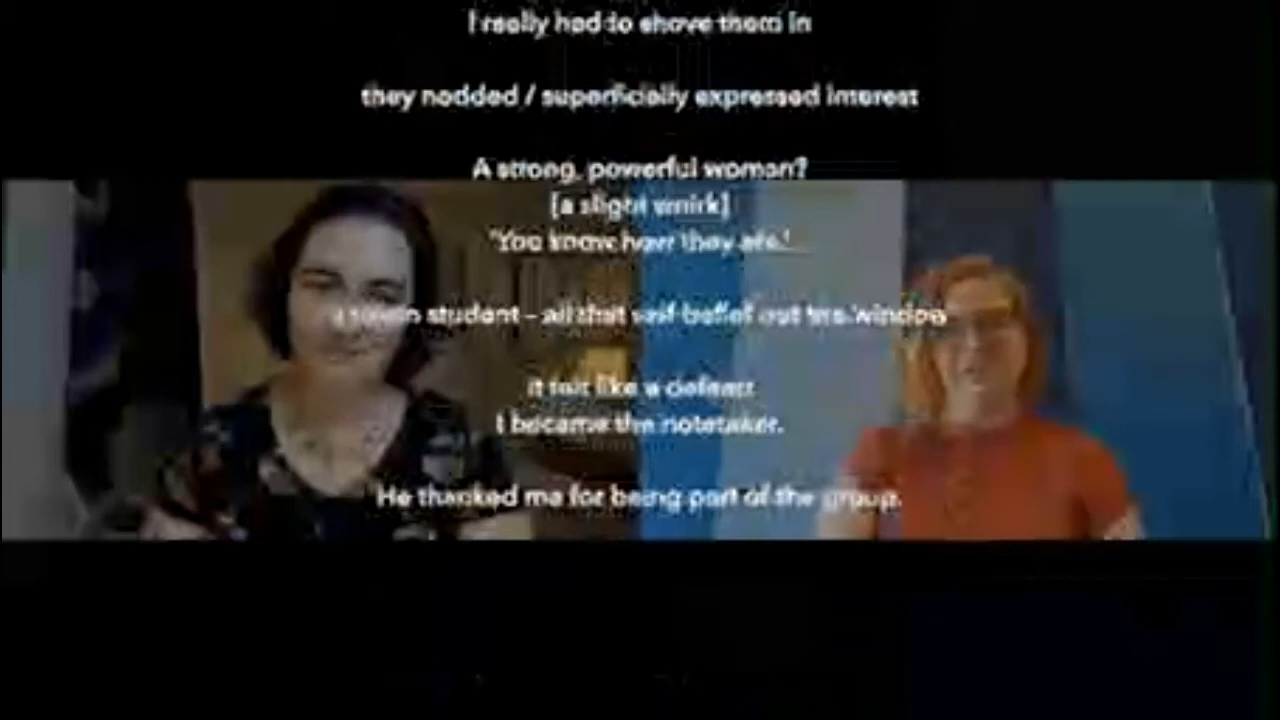 I really had to shove them in
they nodded / superficially expressed interest
A strong, powerful woman?
[a slight smirk]
'You know how they are.'
student – all that self-belief out the window
it felt like a defeat
I became the notetaker.
He thanked me for being part of the group.